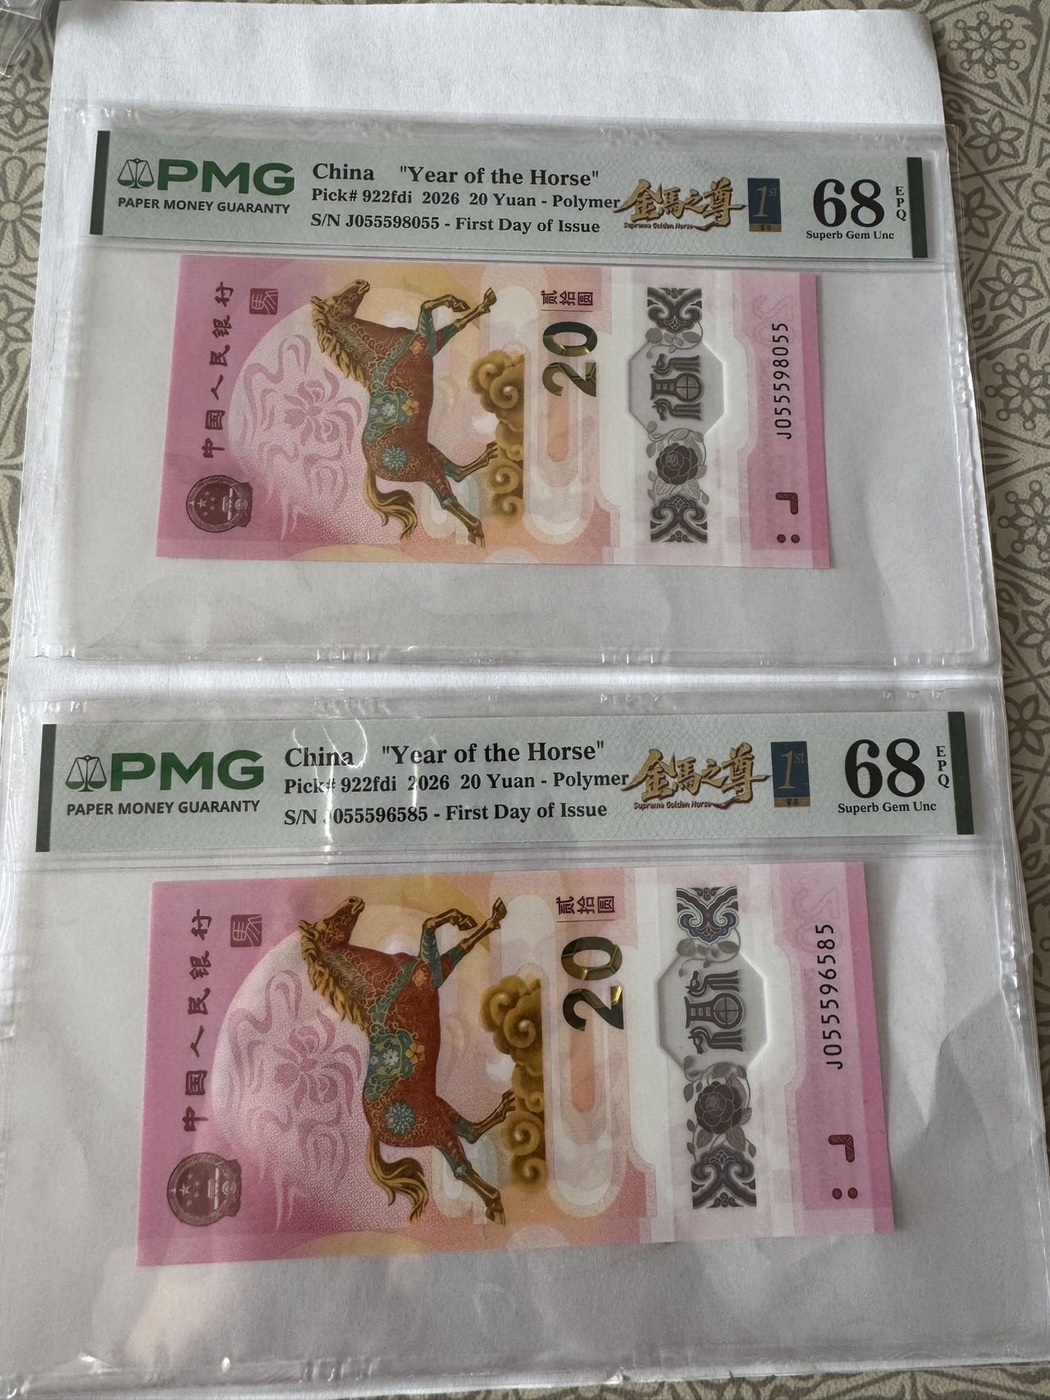 PMG
PAPER MONEY GUARANTY
China "Year of the Horse"
Pick# 922fdi 2026 20 Yuan - Polymer
S/N J055598055 - First Day of Issue
金馬之尊
Supreme Golden Horse
1st
68
EPQ
Superb Gem Unc
中国人民银行
馬
贰拾圆
20
J055598055
PMG
PAPER MONEY GUARANTY
China "Year of the Horse"
Pick# 922fdi 2026 20 Yuan - Polymer
S/N J055596585 - First Day of Issue
金馬之尊
Supreme Golden Horse
1st
68
EPQ
Superb Gem Unc
中国人民银行
馬
贰拾圆
20
J055596585